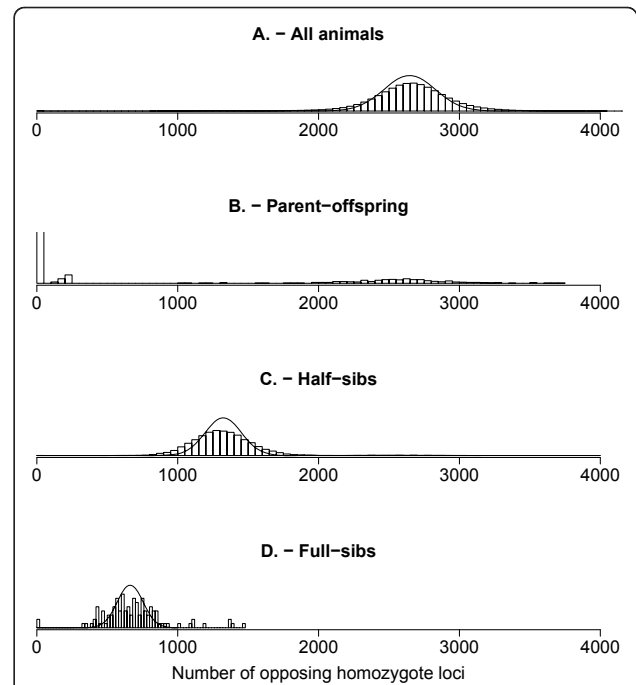 A. − All animals
0 1000 2000 3000 4000
B. − Parent−offspring
0 1000 2000 3000 4000
C. − Half−sibs
0 1000 2000 3000 4000
D. − Full−sibs
0 1000 2000 3000 4000
Number of opposing homozygote loci